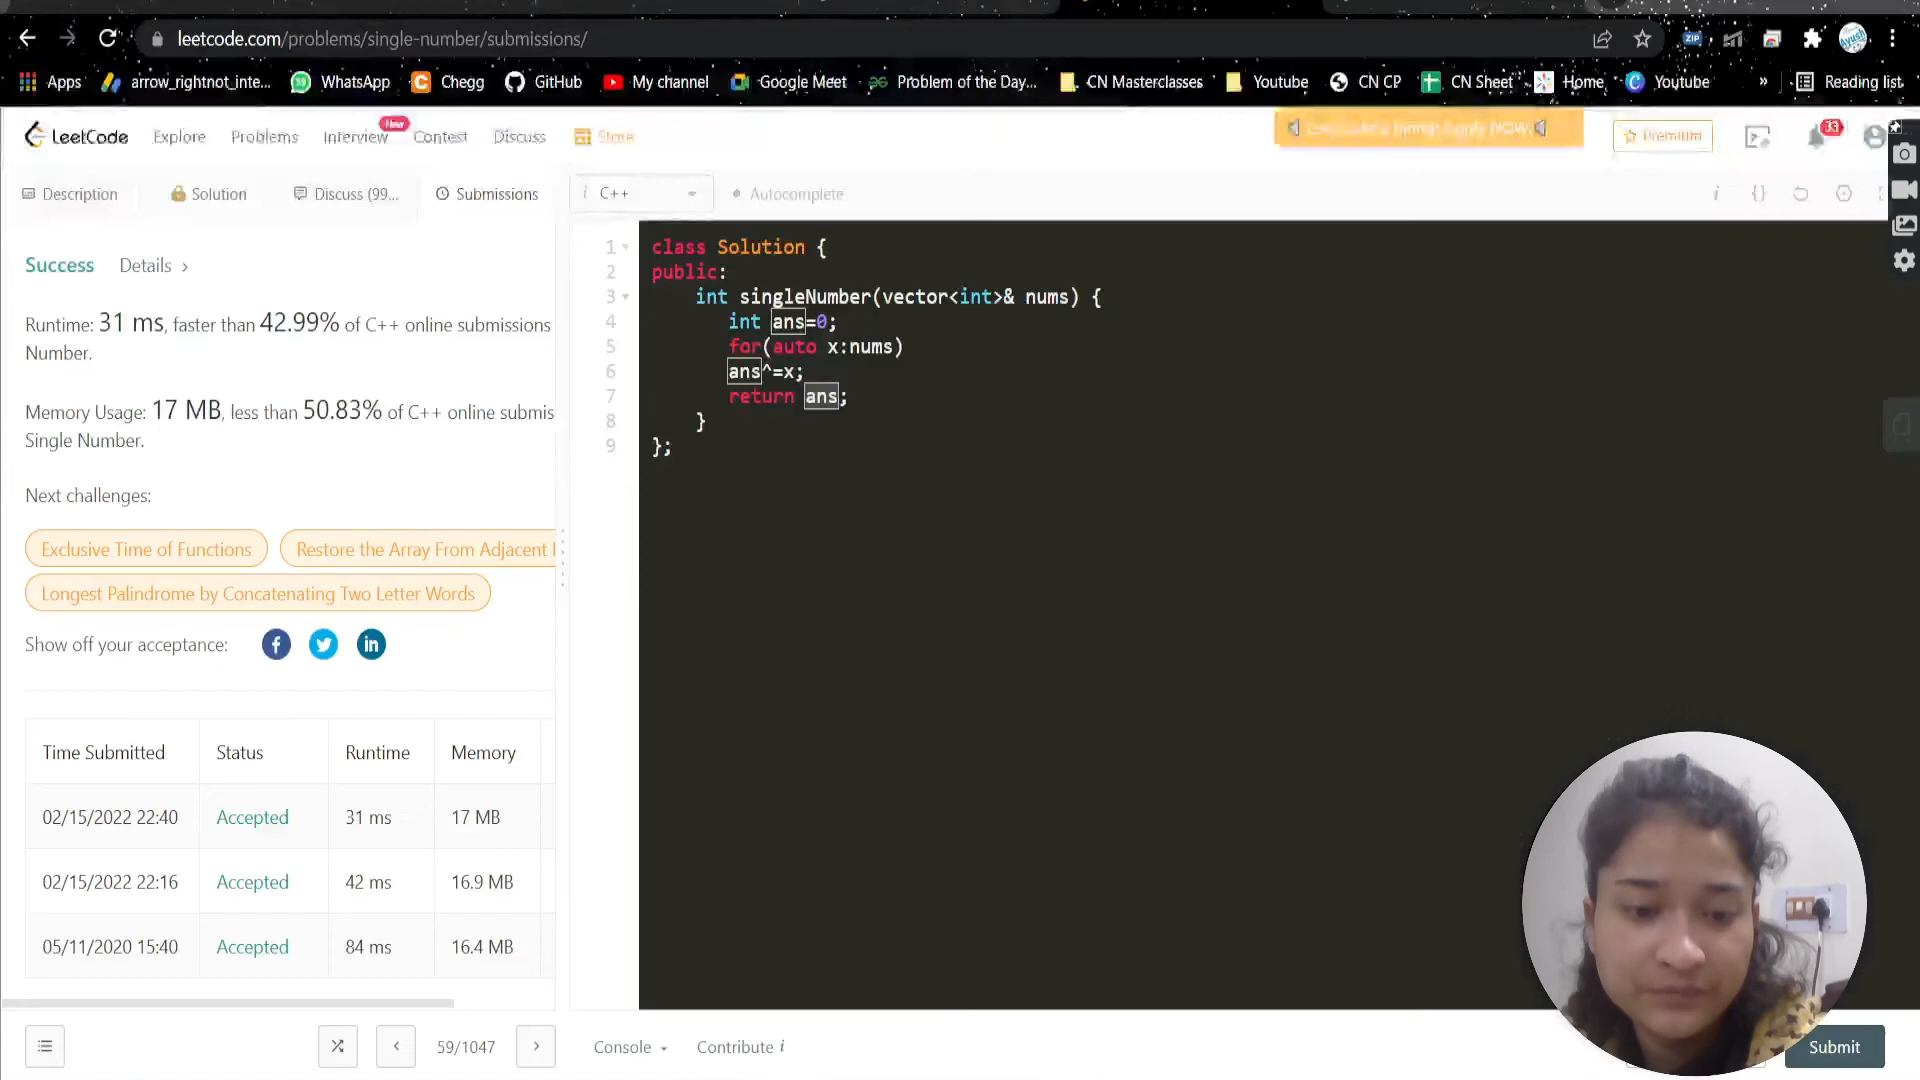 leetcode.com/problems/single-number/submissions/
ZIP
Apps
arrow_rightnot_inte...
WhatsApp
Chegg
GitHub
My channel
Google Meet
Problem of the Day...
CN Masterclasses
Youtube
CN CP
CN Sheet
Home
Youtube
»
Reading list
LeetCode
Explore
Problems
Interview
New
Contest
Discuss
Store
Premium
33
Description
Solution
Discuss (99...
Submissions
i C++
Autocomplete
i {}
Success
Details >
Runtime: 31 ms, faster than 42.99% of C++ online submissions
Number.
Memory Usage: 17 MB, less than 50.83% of C++ online submis
Single Number.
Next challenges:
Exclusive Time of Functions
Restore the Array From Adjacent
Longest Palindrome by Concatenating Two Letter Words
Show off your acceptance:
Time Submitted Status Runtime Memory
02/15/2022 22:40 Accepted 31 ms 17 MB
02/15/2022 22:16 Accepted 42 ms 16.9 MB
05/11/2020 15:40 Accepted 84 ms 16.4 MB
1 class Solution {
2 public:
3 int singleNumber(vector<int>& nums) {
4 int ans=0;
5 for(auto x:nums)
6 ans^=x;
7 return ans;
8 }
9 };
< 59/1047 >
Console
Contribute i
Submit